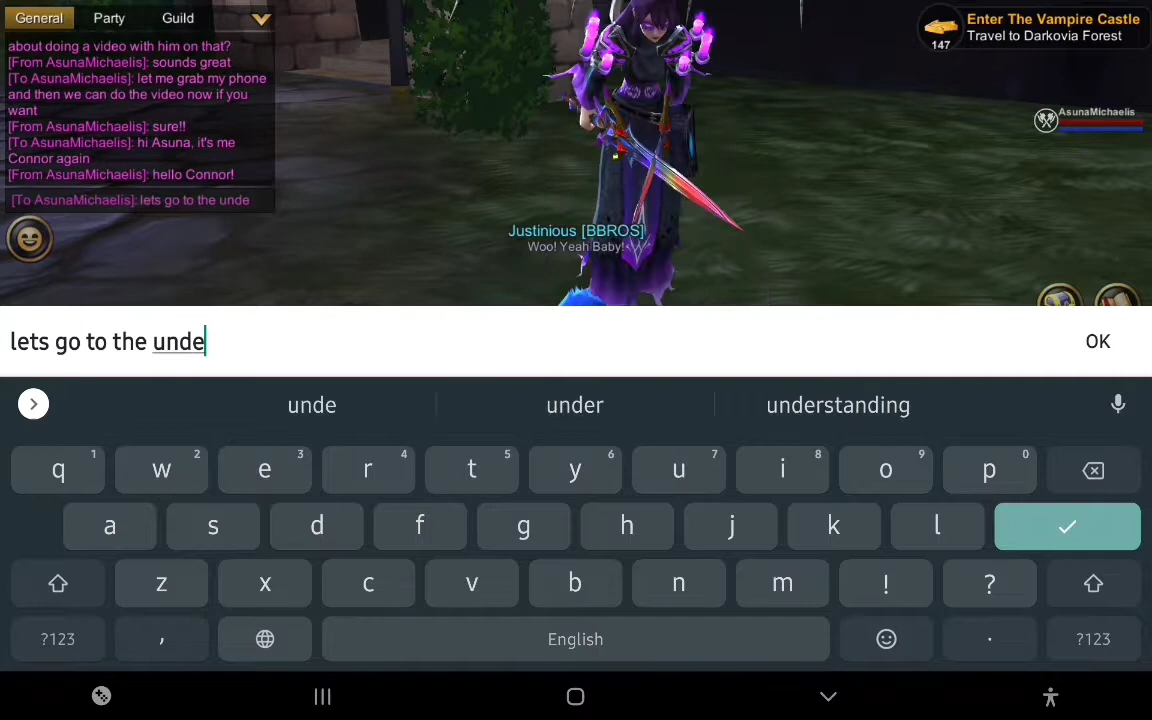 General Party Guild
about doing a video with him on that?
[From AsunaMichaelis]: sounds great
[To AsunaMichaelis]: let me grab my phone
and then we can do the video now if you
want
[From AsunaMichaelis]: sure!!
[To AsunaMichaelis]: hi Asuna, it's me
Connor again
[From AsunaMichaelis]: hello Connor!
[To AsunaMichaelis]: lets go to the unde
Enter The Vampire Castle
Travel to Darkovia Forest
147
AsunaMichaelis
Justinious [BBROS]
Woo! Yeah Baby!
lets go to the unde
OK
unde under understanding
q 1 w 2 e 3 r 4 t 5 y 6 u 7 i 8 o 9 p 0
a s d f g h j k l
z x c v b n m ! ?
?123 , English . ?123